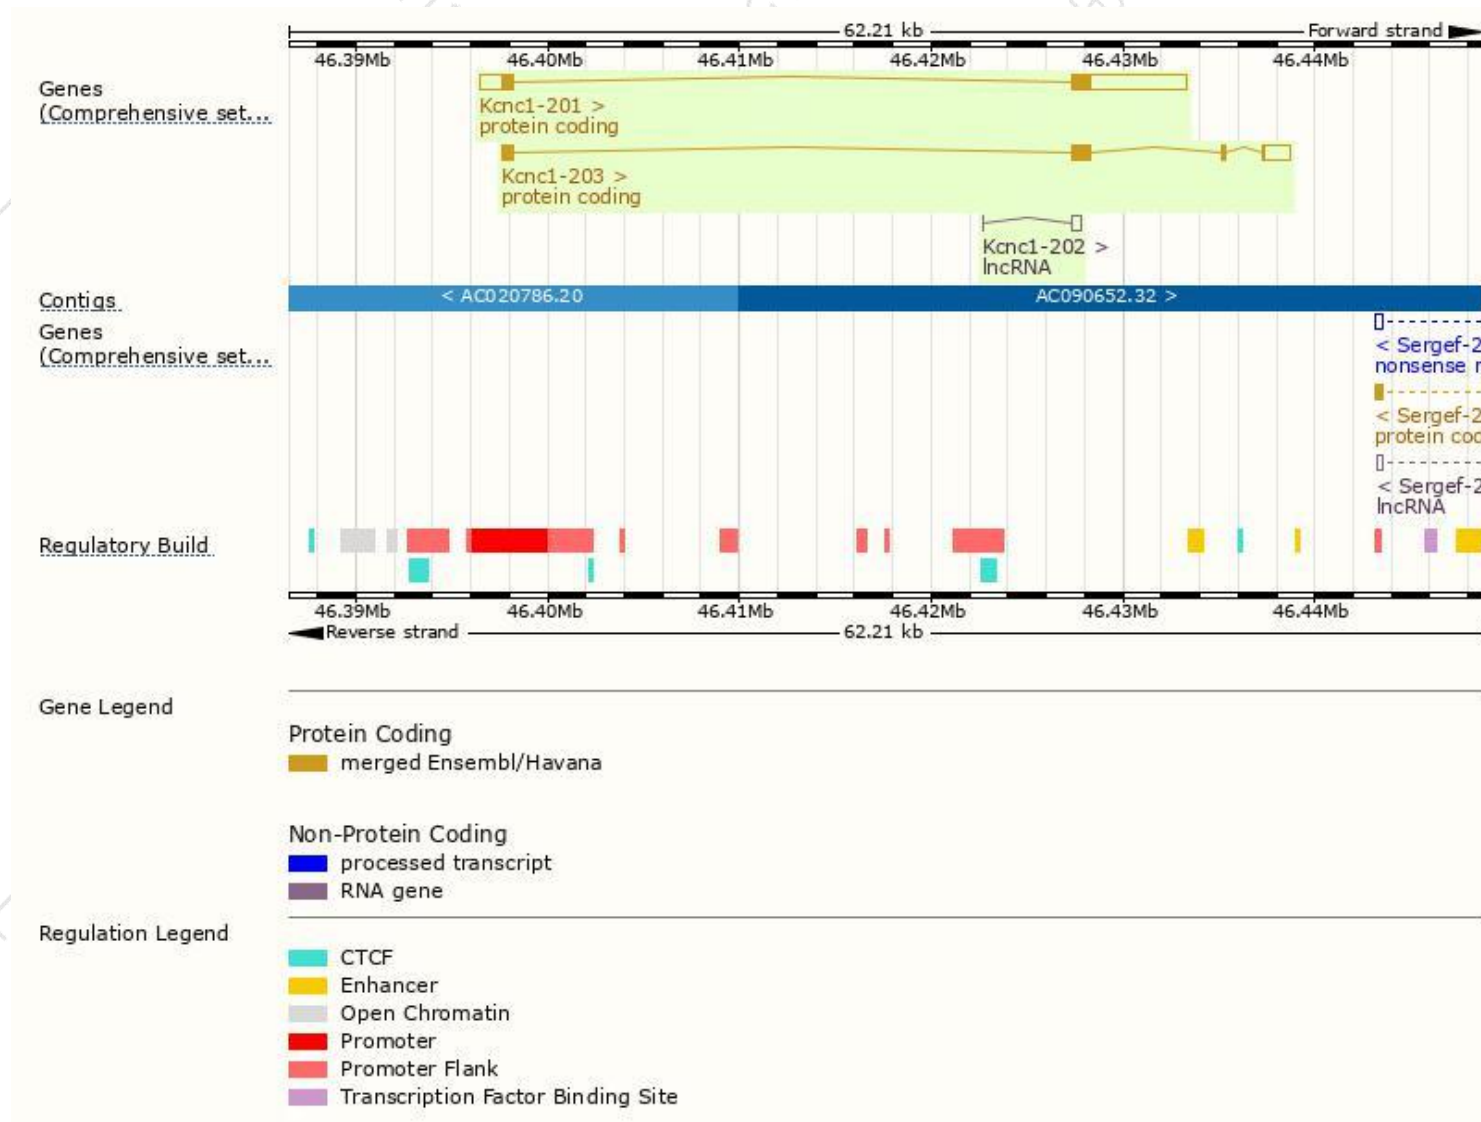 62.21 kb Forward strand
46.39Mb 46.40Mb 46.41Mb 46.42Mb 46.43Mb 46.44Mb
Genes
(Comprehensive set...
Kcnc1-201 >
protein coding
Kcnc1-203 >
protein coding
Kcnc1-202 >
lncRNA
Contigs < AC020786.20 AC090652.32 >
Genes
(Comprehensive set...
< Sergef-2
nonsense
< Sergef-2
protein cod
< Sergef-2
lncRNA
Regulatory Build
46.39Mb 46.40Mb 46.41Mb 46.42Mb 46.43Mb 46.44Mb
Reverse strand 62.21 kb
Gene Legend
Protein Coding
merged Ensembl/Havana
Non-Protein Coding
processed transcript
RNA gene
Regulation Legend
CTCF
Enhancer
Open Chromatin
Promoter
Promoter Flank
Transcription Factor Binding Site